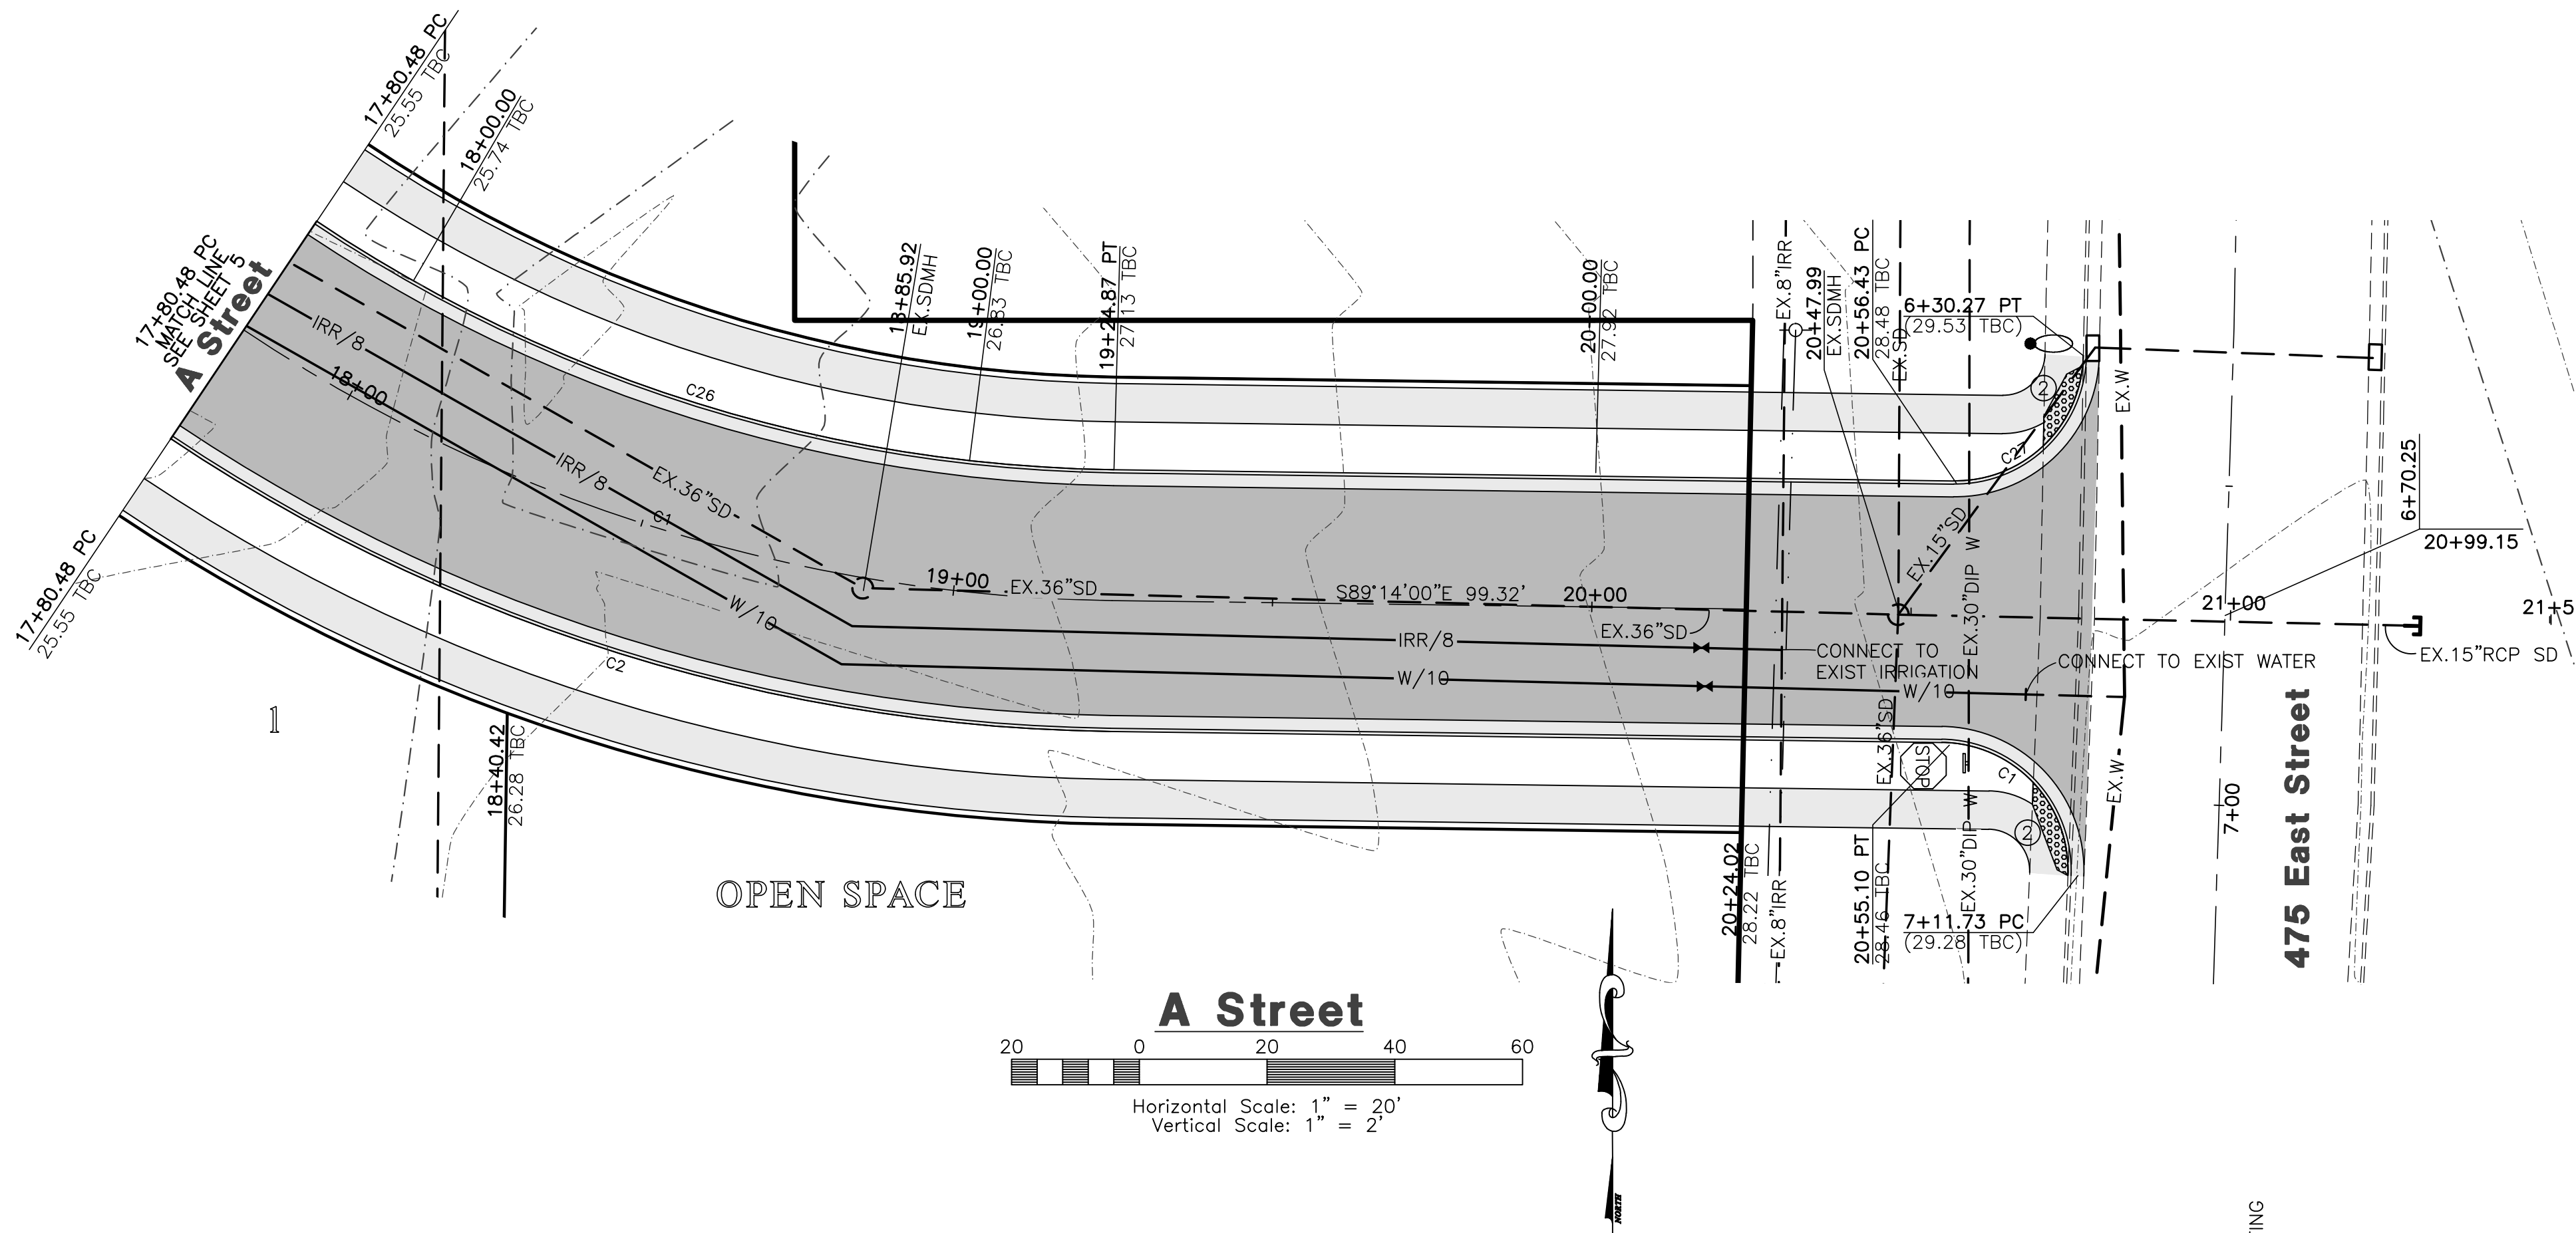 17+80.48 PC
25.55 TBC
18+00.00
25.74 TBC
17+80.48 PC
MATCH LINE
SEE SHEET 5
A Street
IRR/8
18+00
C26
18+85.92
EX.SDMH
19+00.00
26.83 TBC
19+24.87 PT
27.13 TBC
20+00.00
27.92 TBC
EX.8"IRR
20+47.99
EX.SDMH
20+56.43 PC
28.48 TBC
EX.SD
6+30.27 PT
(29.53 TBC)
2
C27
EX.W
IRR/8
EX.36"SD
C1
W/10
C2
19+00
EX.36"SD
S89°14'00"E 99.32'
20+00
EX.36"SD
IRR/8
W/10
EX.15"SD
EX.30"DIP W
CONNECT TO
EXIST IRRIGATION
W/10
CONNECT TO EXIST WATER
21+00
6+70.25
20+99.15
21+5
EX.15"RCP SD
17+80.48 PC
25.55 TBC
1
18+40.42
26.28 TBC
OPEN SPACE
20+24.02
28.22 TBC
EX.8"IRR
EX.36"SD
STOP
C1
2
EX.30"DIP W
20+55.10 PT
28.46 TBC
7+11.73 PC
(29.28 TBC)
EX.W
7+00
475 East Street
A Street
20 0 20 40 60
Horizontal Scale: 1" = 20'
Vertical Scale: 1" = 2'
NORTH